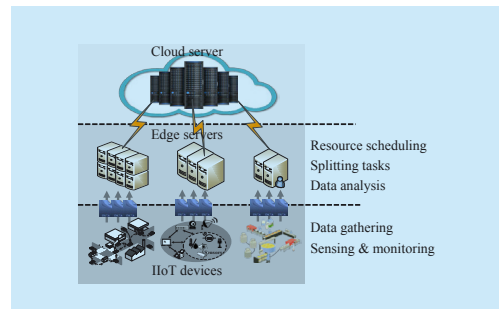 Cloud server
Edge servers
Resource scheduling
Splitting tasks
Data analysis
Data gathering
Sensing & monitoring
IIoT devices